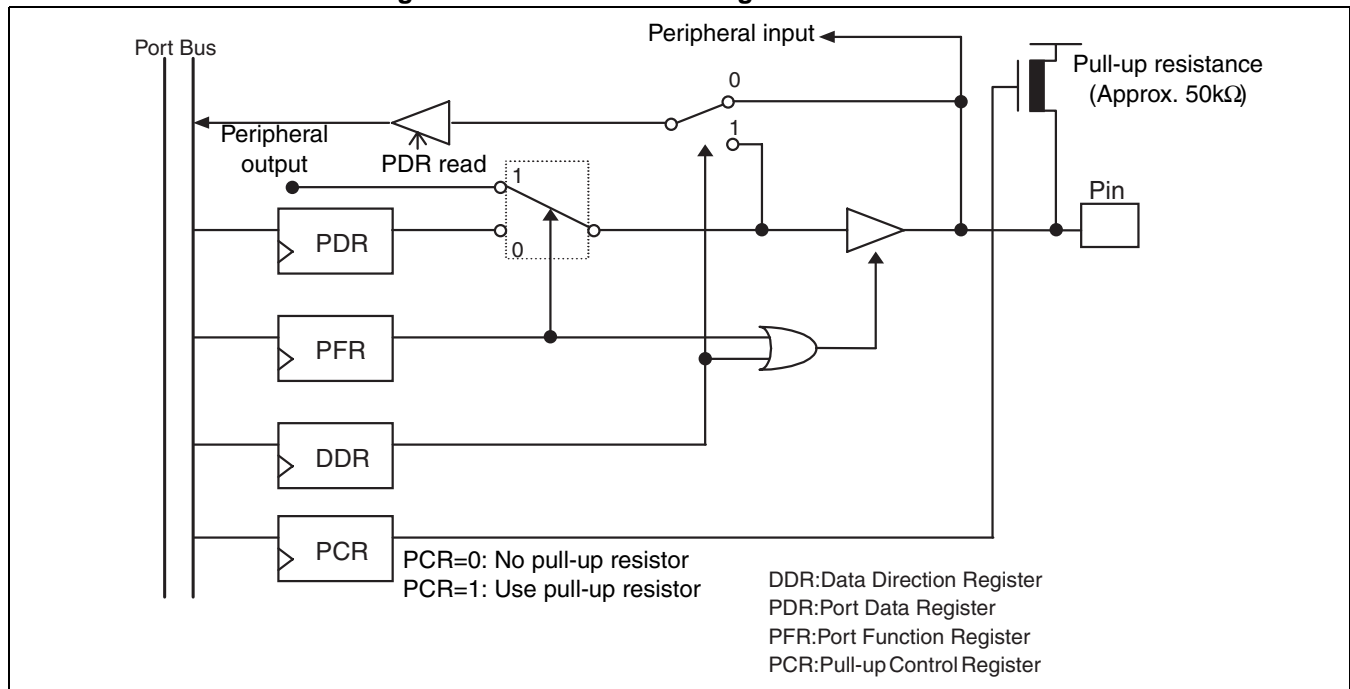 Port Bus
Peripheral input
Pull-up resistance
(Approx. 50kΩ)
0
1
Peripheral
output
PDR read
1
0
Pin
PDR
PFR
DDR
PCR
PCR=0: No pull-up resistor
PCR=1: Use pull-up resistor
DDR:Data Direction Register
PDR:Port Data Register
PFR:Port Function Register
PCR:Pull-up Control Register